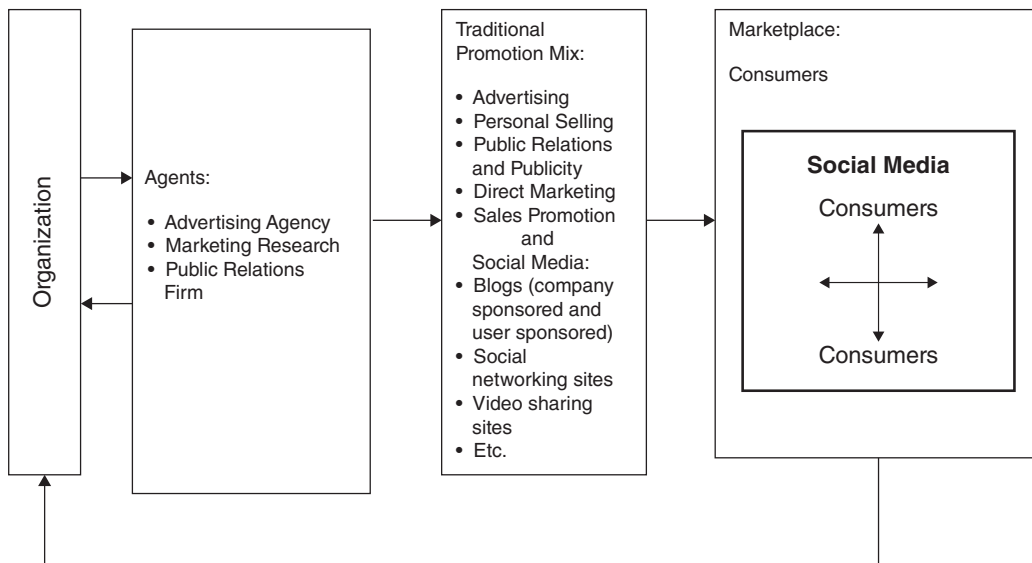 Organization
Agents:
• Advertising Agency
• Marketing Research
• Public Relations
Firm
Traditional
Promotion Mix:
• Advertising
• Personal Selling
• Public Relations
and Publicity
• Direct Marketing
• Sales Promotion
and
Social Media:
• Blogs (company
sponsored and
user sponsored)
• Social
networking sites
• Video sharing
sites
• Etc.
Marketplace:
Consumers
Social Media
Consumers
Consumers